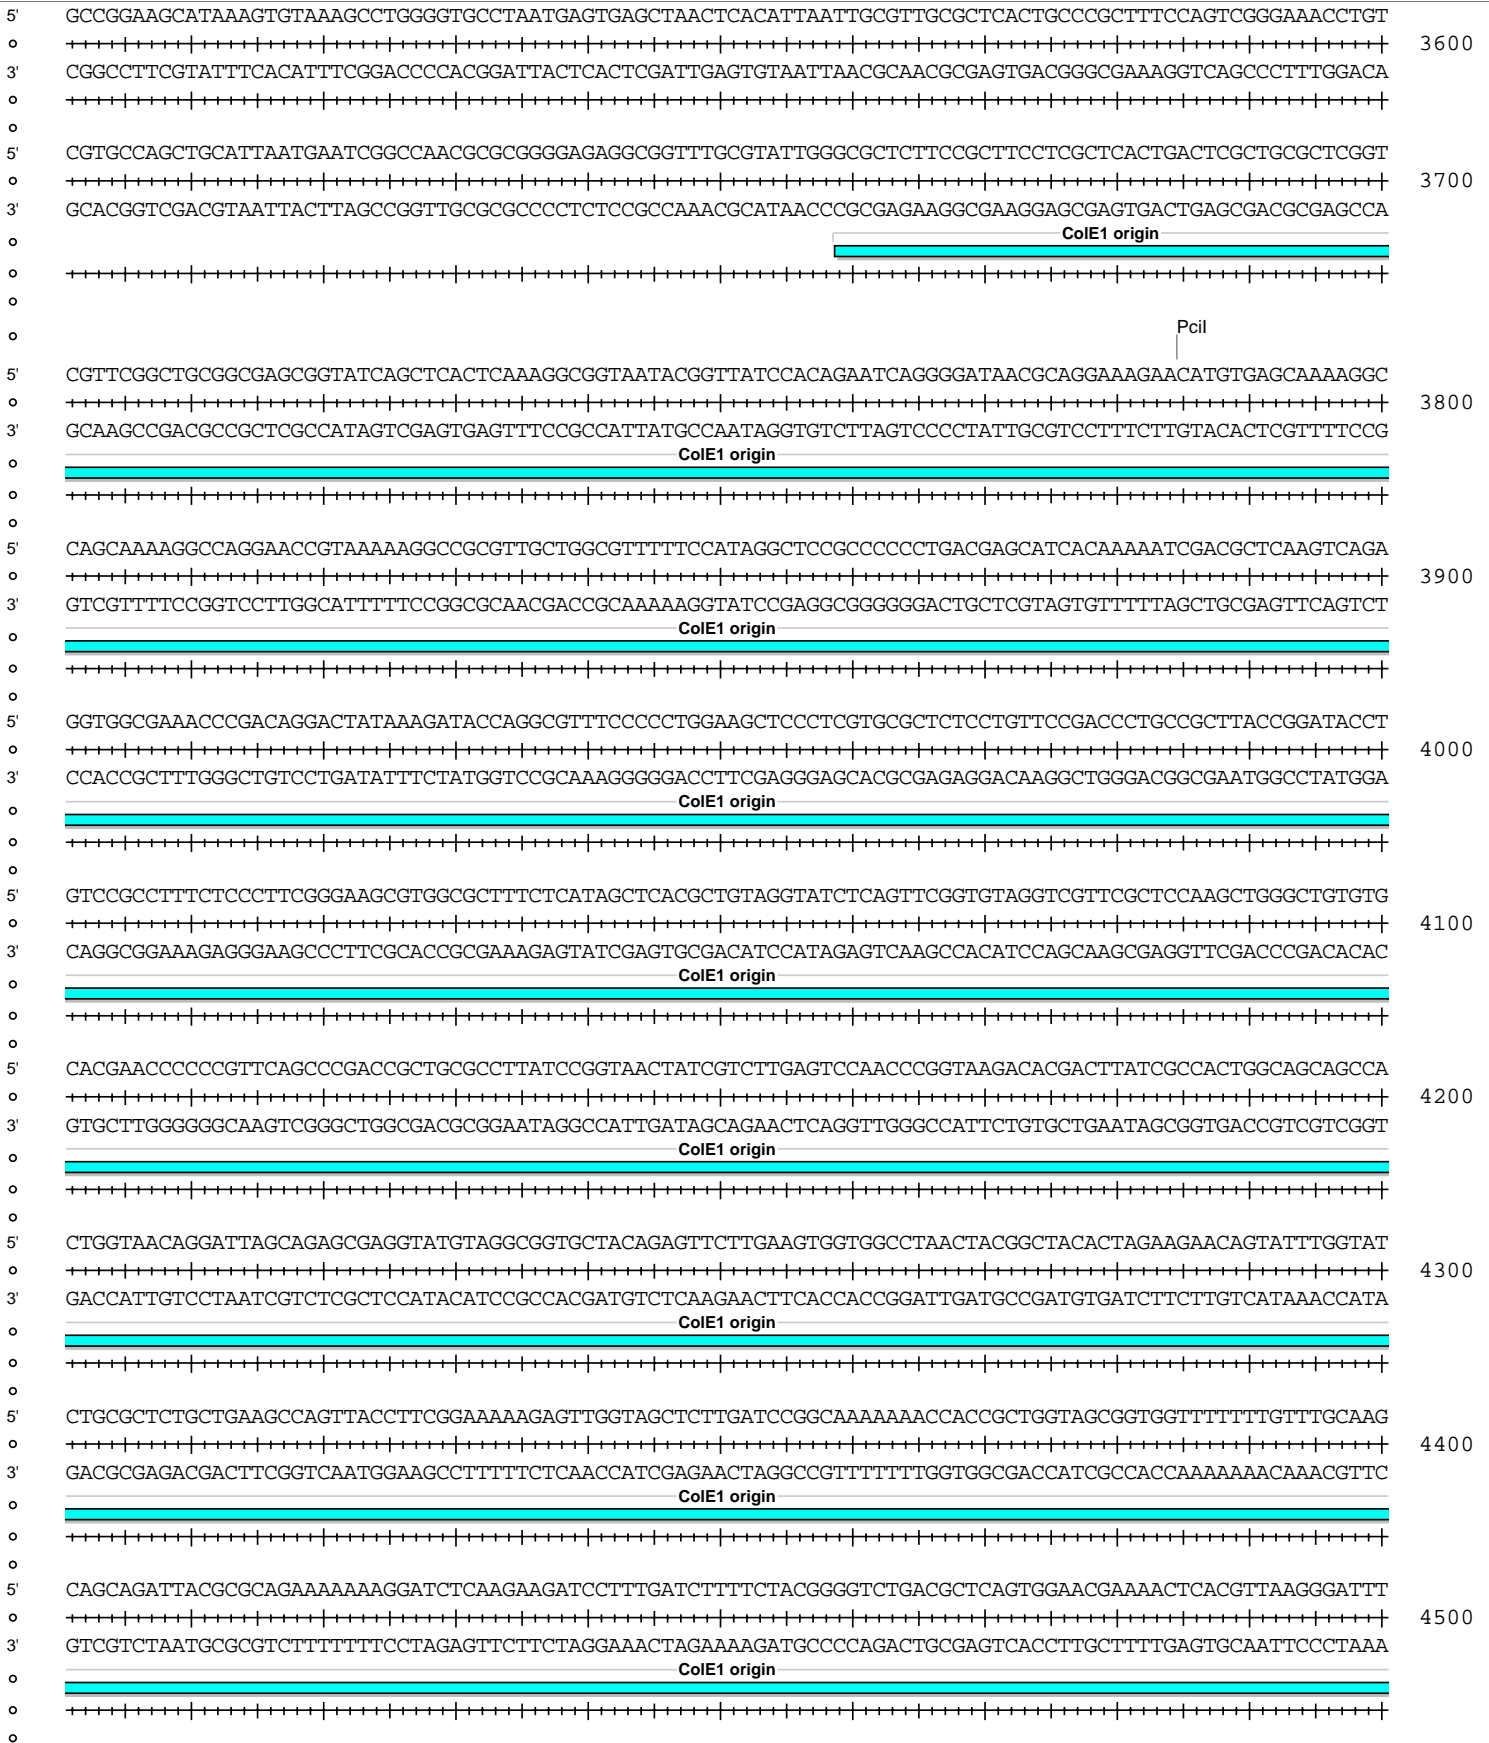 5' GCCGGAAGCATAAAGTGTAAAGCCTGGGGTGCCTAATGAGTGAGCTAACTCACATTAATTGCGTTGCGCTCACTGCCCGCTTTCCAGTCGGGAAACCTGT
3600
3' CGGCCTTCGTATTTCACATTTCGGACCCCACGGATTACTCACTCGATTGAGTGTAATTAACGCAACGCGAGTGACGGGCGAAAGGTCAGCCCTTTGGACA
5' CGTGCCAGCTGCATTAATGAATCGGCCAACGCGCGGGGAGAGGCGGTTTGCGTATTGGGCGCTCTTCCGCTTCCTCGCTCACTGACTCGCTGCGCTCGGT
3700
3' GCACGGTCGACGTAATTACTTAGCCGGTTGCGCGCCCCTCTCCGCCAAACGCATAACCCGCGAGAAGGCGAAGGAGCGAGTGACTGAGCGACGCGAGCCA
ColE1 origin
PciI
5' CGTTCGGCTGCGGCGAGCGGTATCAGCTCACTCAAAGGCGGTAATACGGTTATCCACAGAATCAGGGGATAACGCAGGAAAGAACATGTGAGCAAAAGGC
3800
3' GCAAGCCGACGCCGCTCGCCATAGTCGAGTGAGTTTCCGCCATTATGCCAATAGGTGTCTTAGTCCCCTATTGCGTCCTTTCTTGTACACTCGTTTTCCG
ColE1 origin
5' CAGCAAAAGGCCAGGAACCGTAAAAAGGCCGCGTTGCTGGCGTTTTTCCATAGGCTCCGCCCCCCTGACGAGCATCACAAAAATCGACGCTCAAGTCAGA
3900
3' GTCGTTTTCCGGTCCTTGGCATTTTTCCGGCGCAACGACCGCAAAAAGGTATCCGAGGCGGGGGGACTGCTCGTAGTGTTTTTAGCTGCGAGTTCAGTCT
ColE1 origin
5' GGTGGCGAAACCCGACAGGACTATAAAGATACCAGGCGTTTCCCCCTGGAAGCTCCCTCGTGCGCTCTCCTGTTCCGACCCTGCCGCTTACCGGATACCT
4000
3' CCACCGCTTTGGGCTGTCCTGATATTTCTATGGTCCGCAAAGGGGGACCTTCGAGGGAGCACGCGAGAGGACAAGGCTGGGACGGCGAATGGCCTATGGA
ColE1 origin
5' GTCCGCCTTTCTCCCTTCGGGAAGCGTGGCGCTTTCTCATAGCTCACGCTGTAGGTATCTCAGTTCGGTGTAGGTCGTTCGCTCCAAGCTGGGCTGTGTG
4100
3' CAGGCGGAAAGAGGGAAGCCCTTCGCACCGCGAAAGAGTATCGAGTGCGACATCCATAGAGTCAAGCCACATCCAGCAAGCGAGGTTCGACCCGACACAC
ColE1 origin
5' CACGAACCCCCCGTTCAGCCCGACCGCTGCGCCTTATCCGGTAACTATCGTCTTGAGTCCAACCCGGTAAGACACGACTTATCGCCACTGGCAGCAGCCA
4200
3' GTGCTTGGGGGGCAAGTCGGGCTGGCGACGCGGAATAGGCCATTGATAGCAGAACTCAGGTTGGGCCATTCTGTGCTGAATAGCGGTGACCGTCGTCGGT
ColE1 origin
5' CTGGTAACAGGATTAGCAGAGCGAGGTATGTAGGCGGTGCTACAGAGTTCTTGAAGTGGTGGCCTAACTACGGCTACACTAGAAGAACAGTATTTGGTAT
4300
3' GACCATTGTCCTAATCGTCTCGCTCCATACATCCGCCACGATGTCTCAAGAACTTCACCACCGGATTGATGCCGATGTGATCTTCTTGTCATAAACCATA
ColE1 origin
5' CTGCGCTCTGCTGAAGCCAGTTACCTTCGGAAAAAGAGTTGGTAGCTCTTGATCCGGCAAAAAAACCACCGCTGGTAGCGGTGGTTTTTTTGTTTGCAAG
4400
3' GACGCGAGACGACTTCGGTCAATGGAAGCCTTTTTCTCAACCATCGAGAACTAGGCCGTTTTTTTGGTGGCGACCATCGCCACCAAAAAAACAAACGTTC
ColE1 origin
5' CAGCAGATTACGCGCAGAAAAAAAGGATCTCAAGAAGATCCTTTGATCTTTTCTACGGGGTCTGACGCTCAGTGGAACGAAAACTCACGTTAAGGGATTT
4500
3' GTCGTCTAATGCGCGTCTTTTTTTCCTAGAGTTCTTCTAGGAAACTAGAAAAGATGCCCCAGACTGCGAGTCACCTTGCTTTTGAGTGCAATTCCCTAAA
ColE1 origin